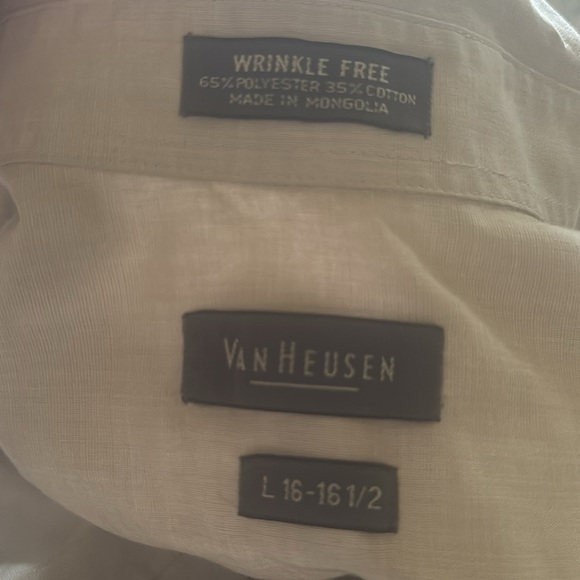 WRINKLE FREE
65% POLYESTER 35% COTTON
MADE IN MONGOLIA
VAN HEUSEN
L 16-16 1/2